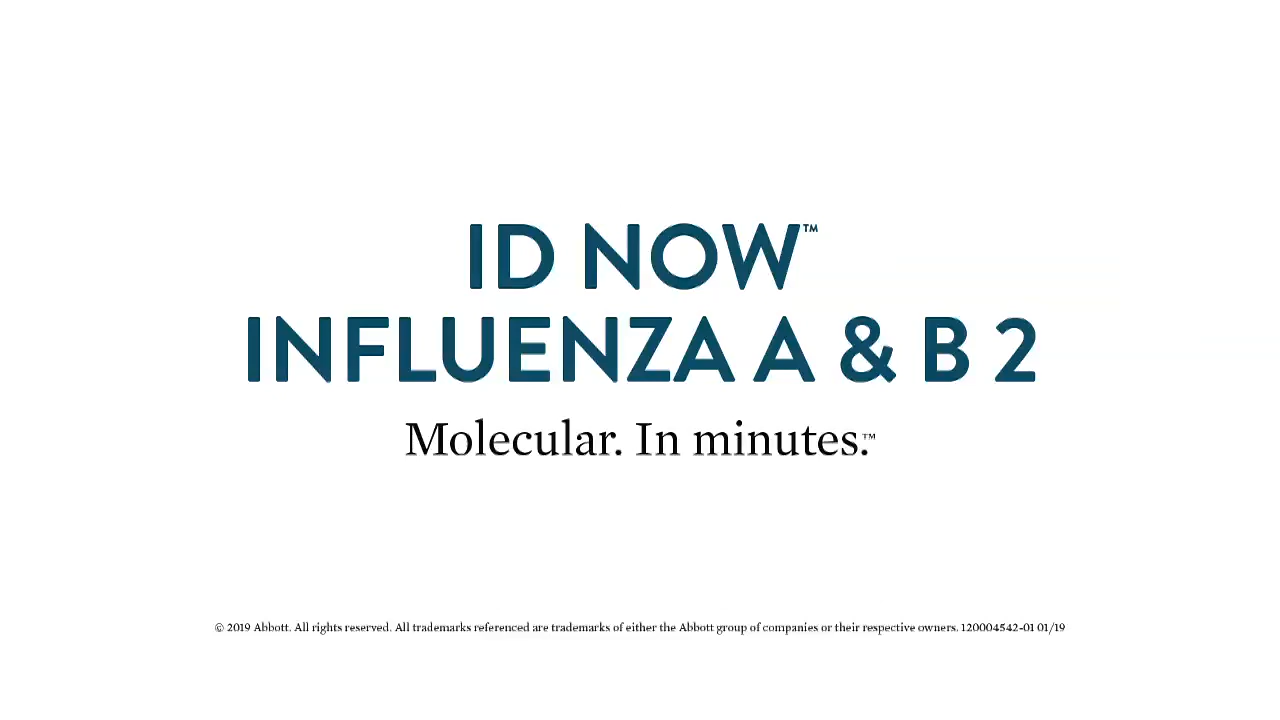 ID NOW™
INFLUENZA A & B 2
Molecular. In minutes.™
© 2019 Abbott. All rights reserved. All trademarks referenced are trademarks of either the Abbott group of companies or their respective owners. 120004542-01 01/19